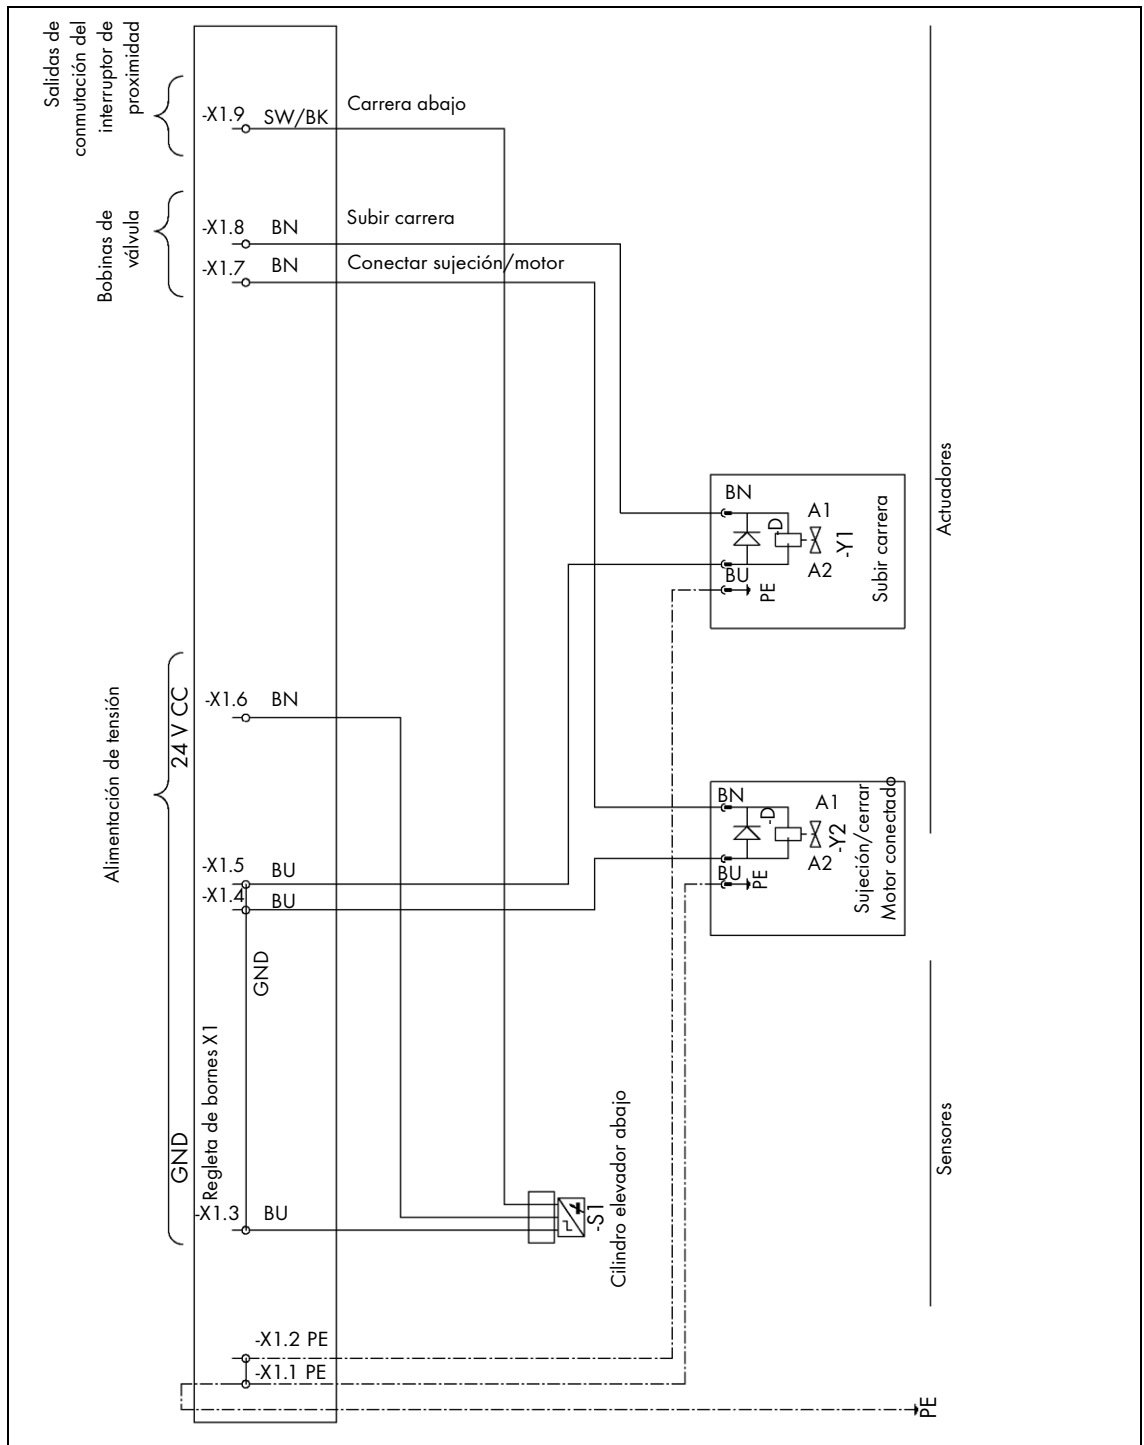 Salidas de
conmutación del
interruptor de
proximidad
-X1.9 SW/BK
Carrera abajo
Bobinas de
válvula
-X1.8 BN
Subir carrera
-X1.7 BN
Conectar sujeción/motor
BN
D
A1
A2
-Y1
BU
PE
Subir carrera
Actuadores
Alimentación de tensión
24 V CC
-X1.6 BN
BN
-D
A1
A2
-Y2
BU
PE
Sujeción/cerrar
Motor conectado
-X1.5 BU
-X1.4 BU
GND
GND
Regleta de bornes X1
-X1.3 BU
-S1
Cilindro elevador abajo
Sensores
-X1.2 PE
-X1.1 PE
PE